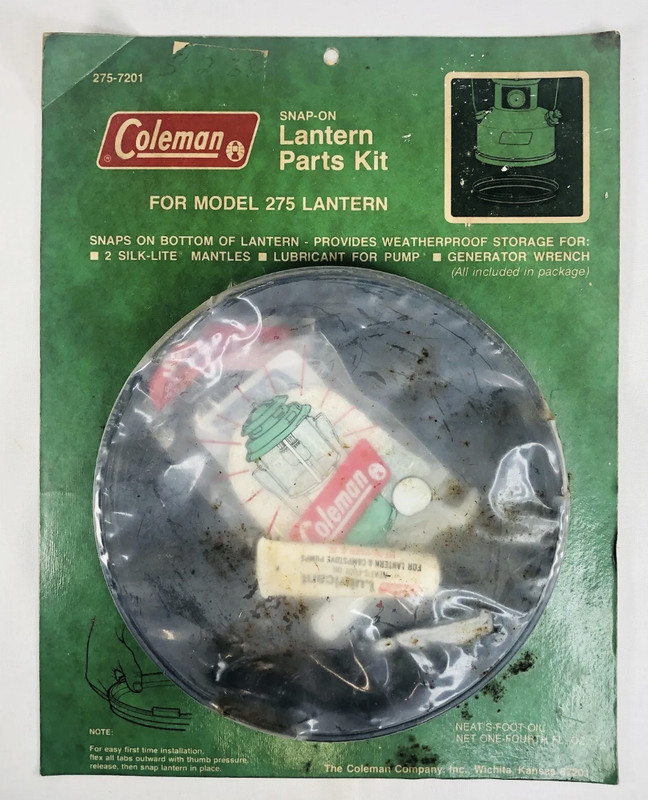 275-7201
Coleman
SNAP-ON
Lantern
Parts Kit
FOR MODEL 275 LANTERN
SNAPS ON BOTTOM OF LANTERN - PROVIDES WEATHERPROOF STORAGE FOR:
■ 2 SILK-LITE® MANTLES ■ LUBRICANT FOR PUMP ■ GENERATOR WRENCH
(All included in package)
Coleman
FOR LANTERN & CAMPSTOVE PUMPS
NEAT'S-FOOT OIL
Lubricant
NOTE:
For easy first time installation,
flex all tabs outward with thumb pressure,
release, then snap lantern in place.
NEAT'S-FOOT OIL
NET ONE-FOURTH FL. OZ.
The Coleman Company, Inc., Wichita, Kansas 67201